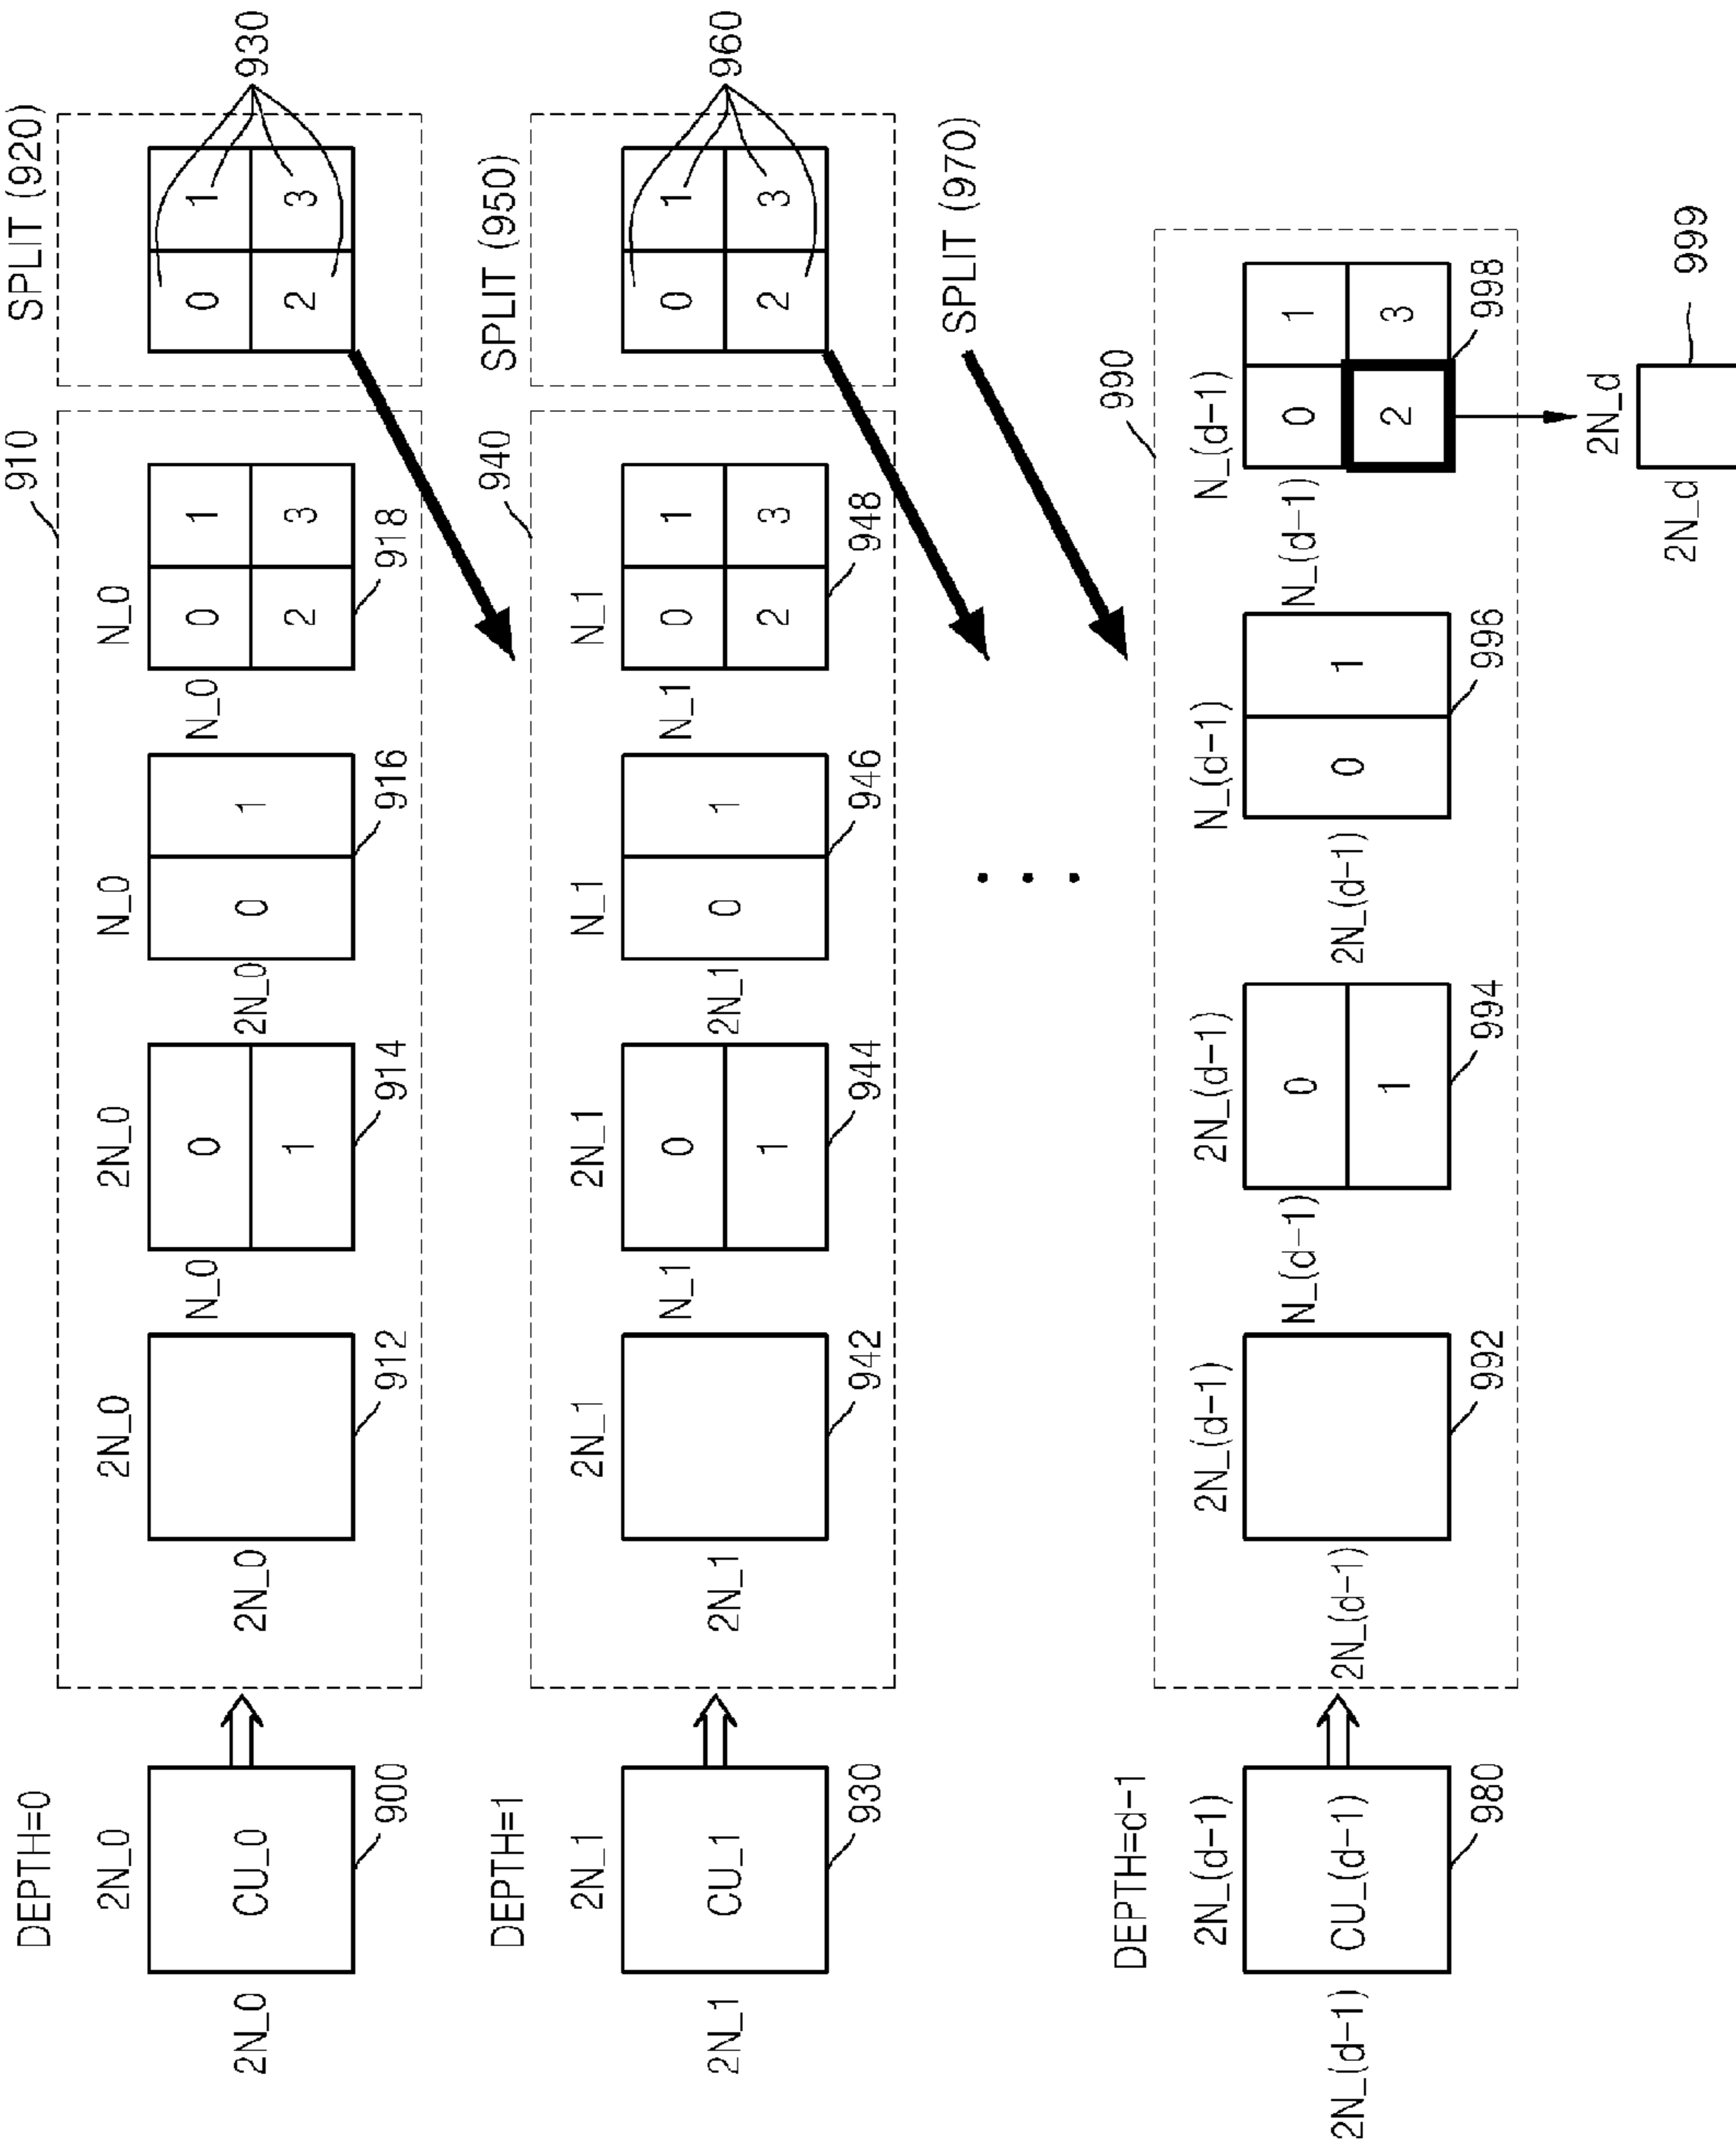 DEPTH=0
2N_0
2N_0
CU_0
900
910
2N_0
2N_0
912
2N_0
N_0
0
1
914
N_0
2N_0
0
1
916
N_0
N_0
0
1
2
3
918
SPLIT (920)
0
1
2
3
930
DEPTH=1
2N_1
2N_1
CU_1
930
940
2N_1
2N_1
942
2N_1
N_1
0
1
944
N_1
2N_1
0
1
946
N_1
N_1
0
1
2
3
948
SPLIT (950)
0
1
2
3
960
SPLIT (970)
DEPTH=d-1
2N_(d-1)
2N_(d-1)
CU_(d-1)
980
990
2N_(d-1)
2N_(d-1)
992
2N_(d-1)
N_(d-1)
0
1
994
N_(d-1)
2N_(d-1)
0
1
996
N_(d-1)
N_(d-1)
0
1
2
3
998
2N_d
2N_d
999